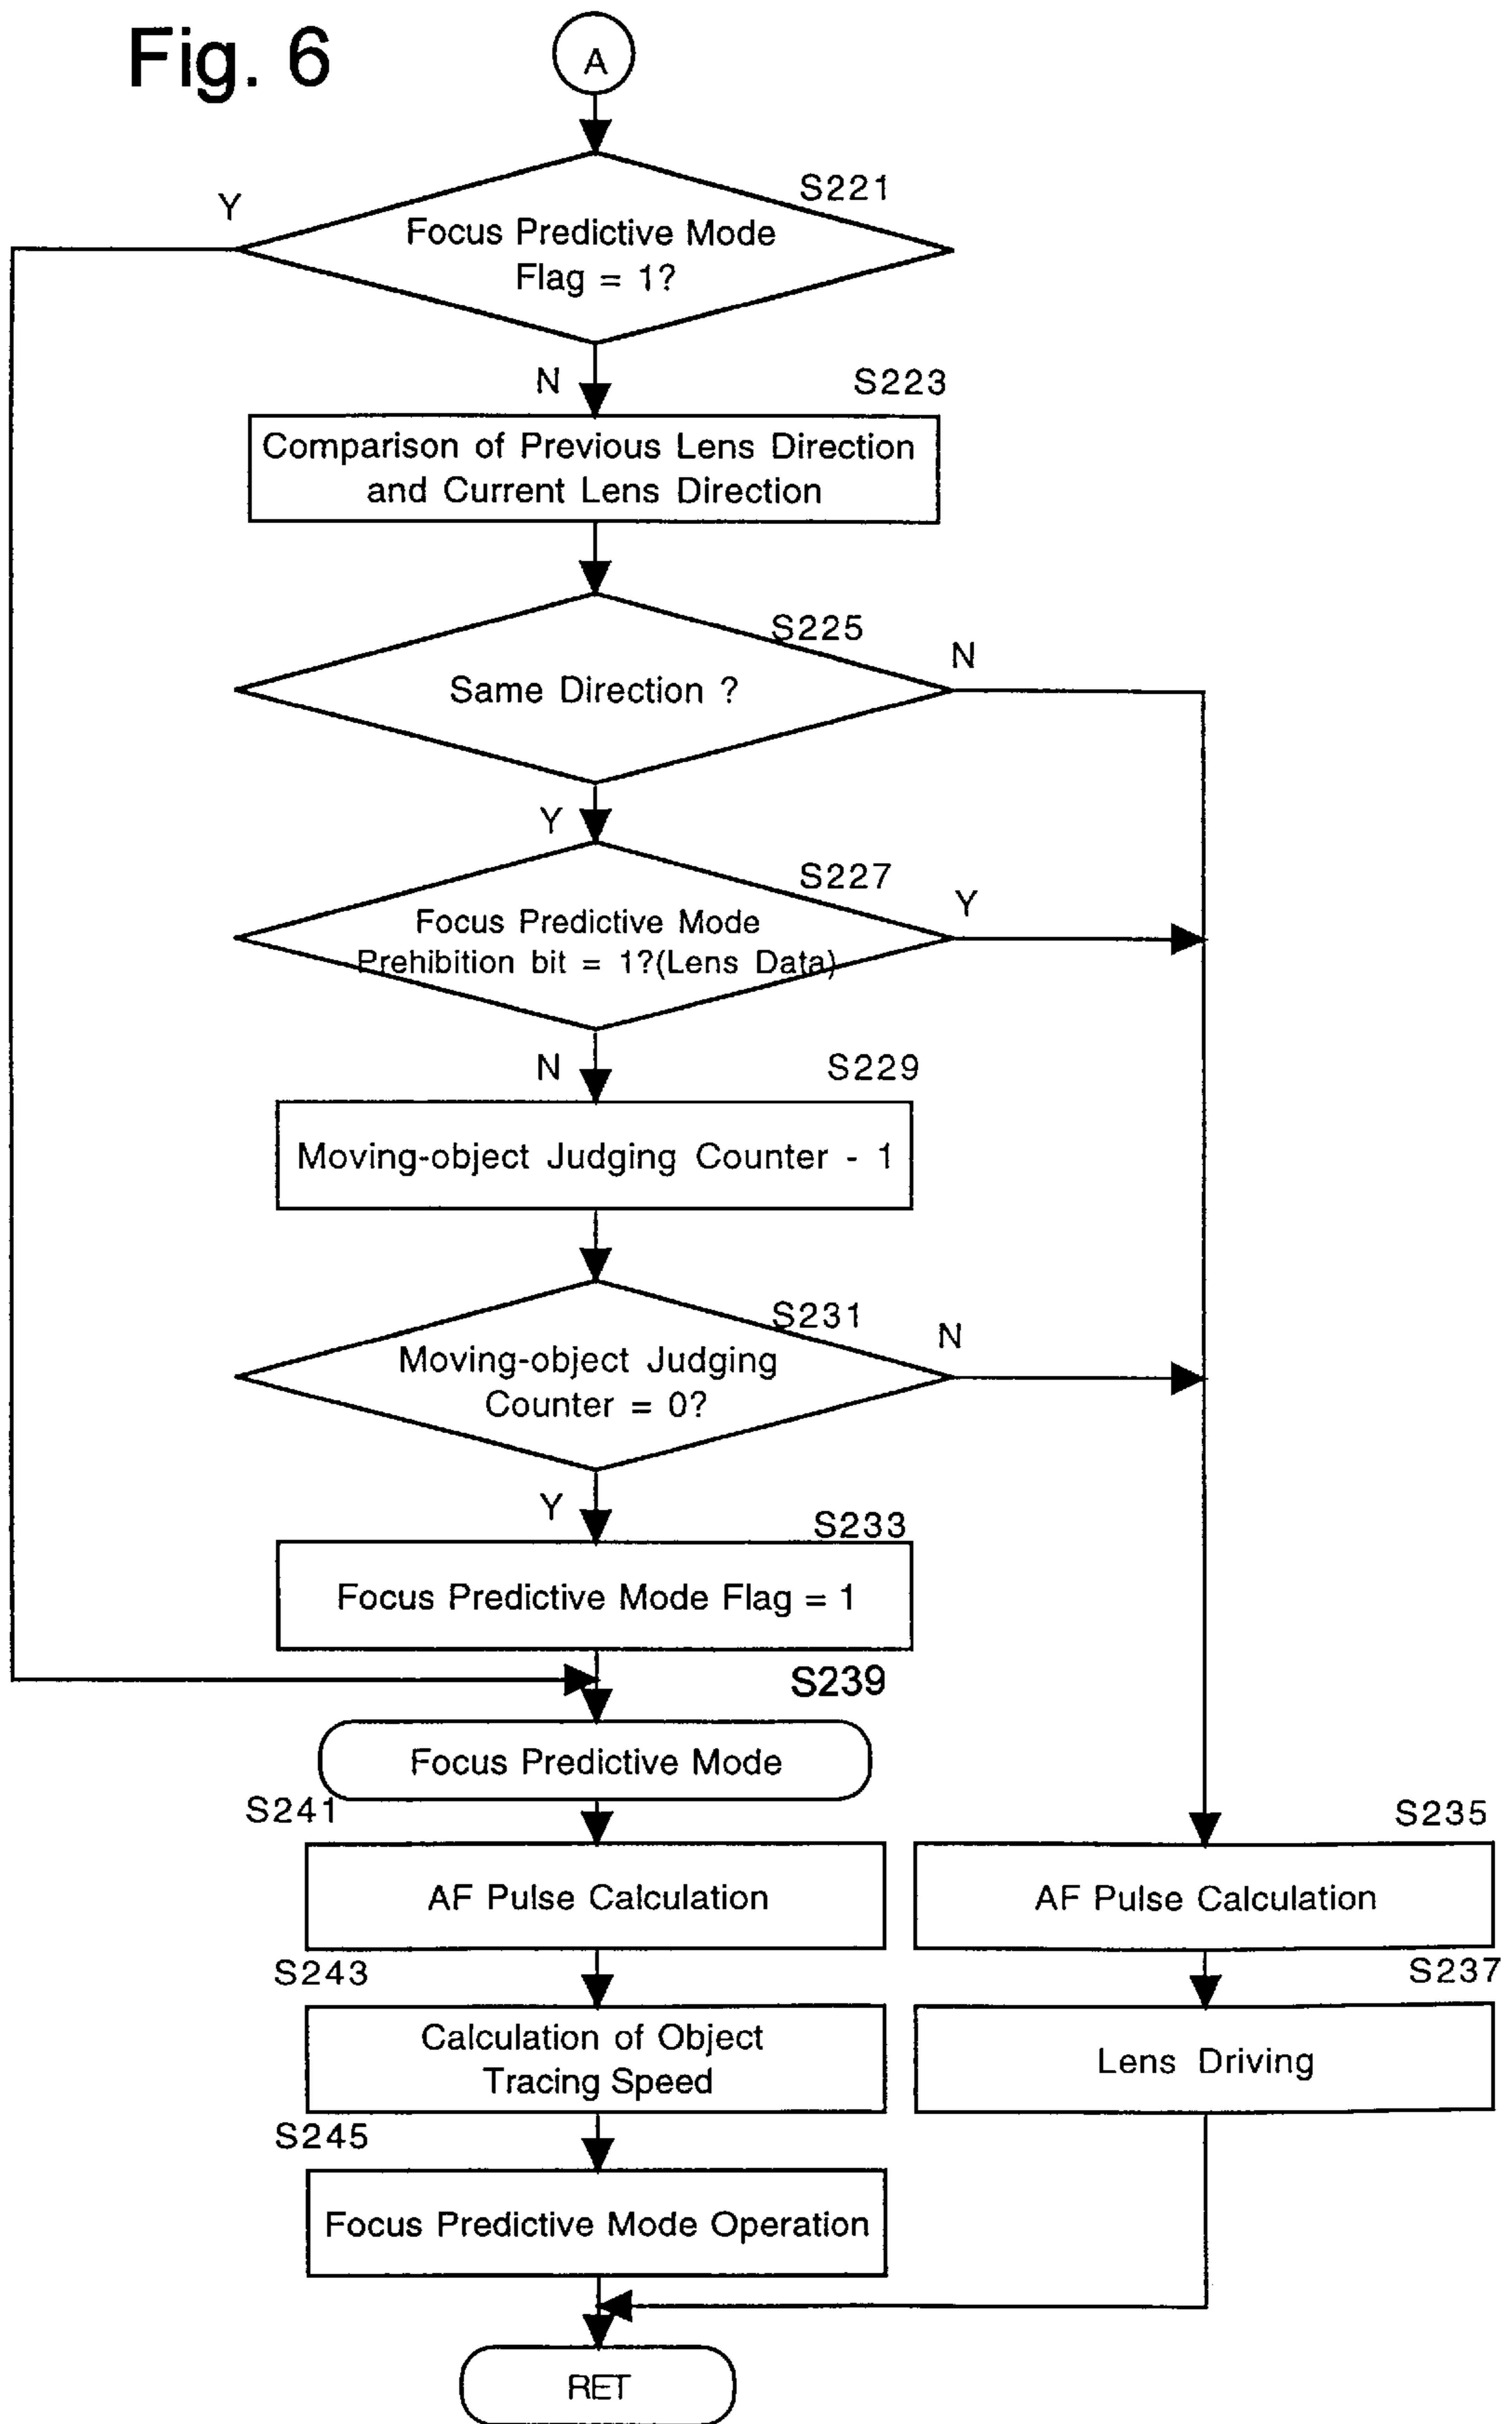 Fig. 6
A
S221
Y
Focus Predictive Mode
Flag = 1?
N
S223
Comparison of Previous Lens Direction
and Current Lens Direction
S225
N
Same Direction ?
Y
S227
Y
Focus Predictive Mode
Prehibition bit = 1?(Lens Data)
N
S229
Moving-object Judging Counter - 1
S231
N
Moving-object Judging
Counter = 0?
Y
S233
Focus Predictive Mode Flag = 1
S239
Focus Predictive Mode
S241
S235
AF Pulse Calculation
AF Pulse Calculation
S243
S237
Calculation of Object
Tracing Speed
Lens Driving
S245
Focus Predictive Mode Operation
RET